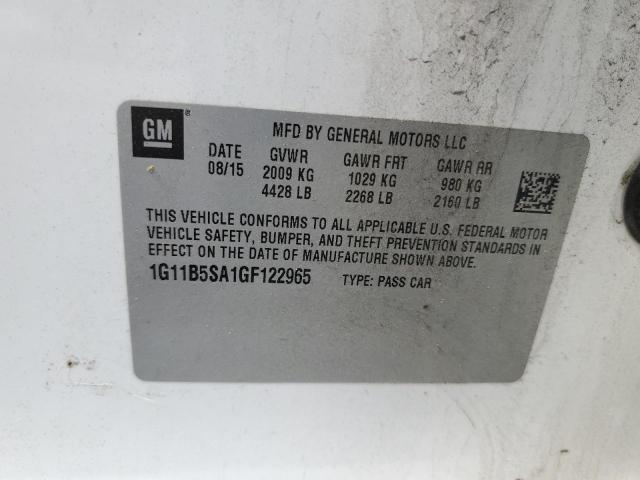 GM®
MFD BY GENERAL MOTORS LLC
DATE GVWR GAWR FRT GAWR RR
08/15 2009 KG 1029 KG 980 KG
4428 LB 2268 LB 2160 LB
THIS VEHICLE CONFORMS TO ALL APPLICABLE U.S. FEDERAL MOTOR
VEHICLE SAFETY, BUMPER, AND THEFT PREVENTION STANDARDS IN
EFFECT ON THE DATE OF MANUFACTURE SHOWN ABOVE.
1G11B5SA1GF122965 TYPE: PASS CAR